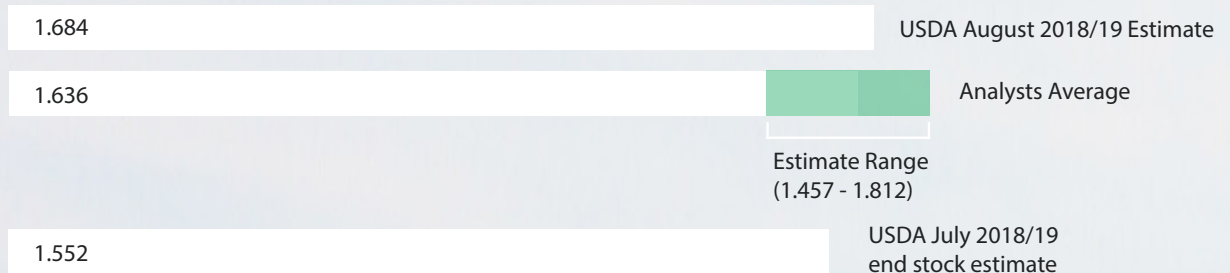 1.684
USDA August 2018/19 Estimate
1.636
Analysts Average
Estimate Range
(1.457 - 1.812)
1.552
USDA July 2018/19
end stock estimate